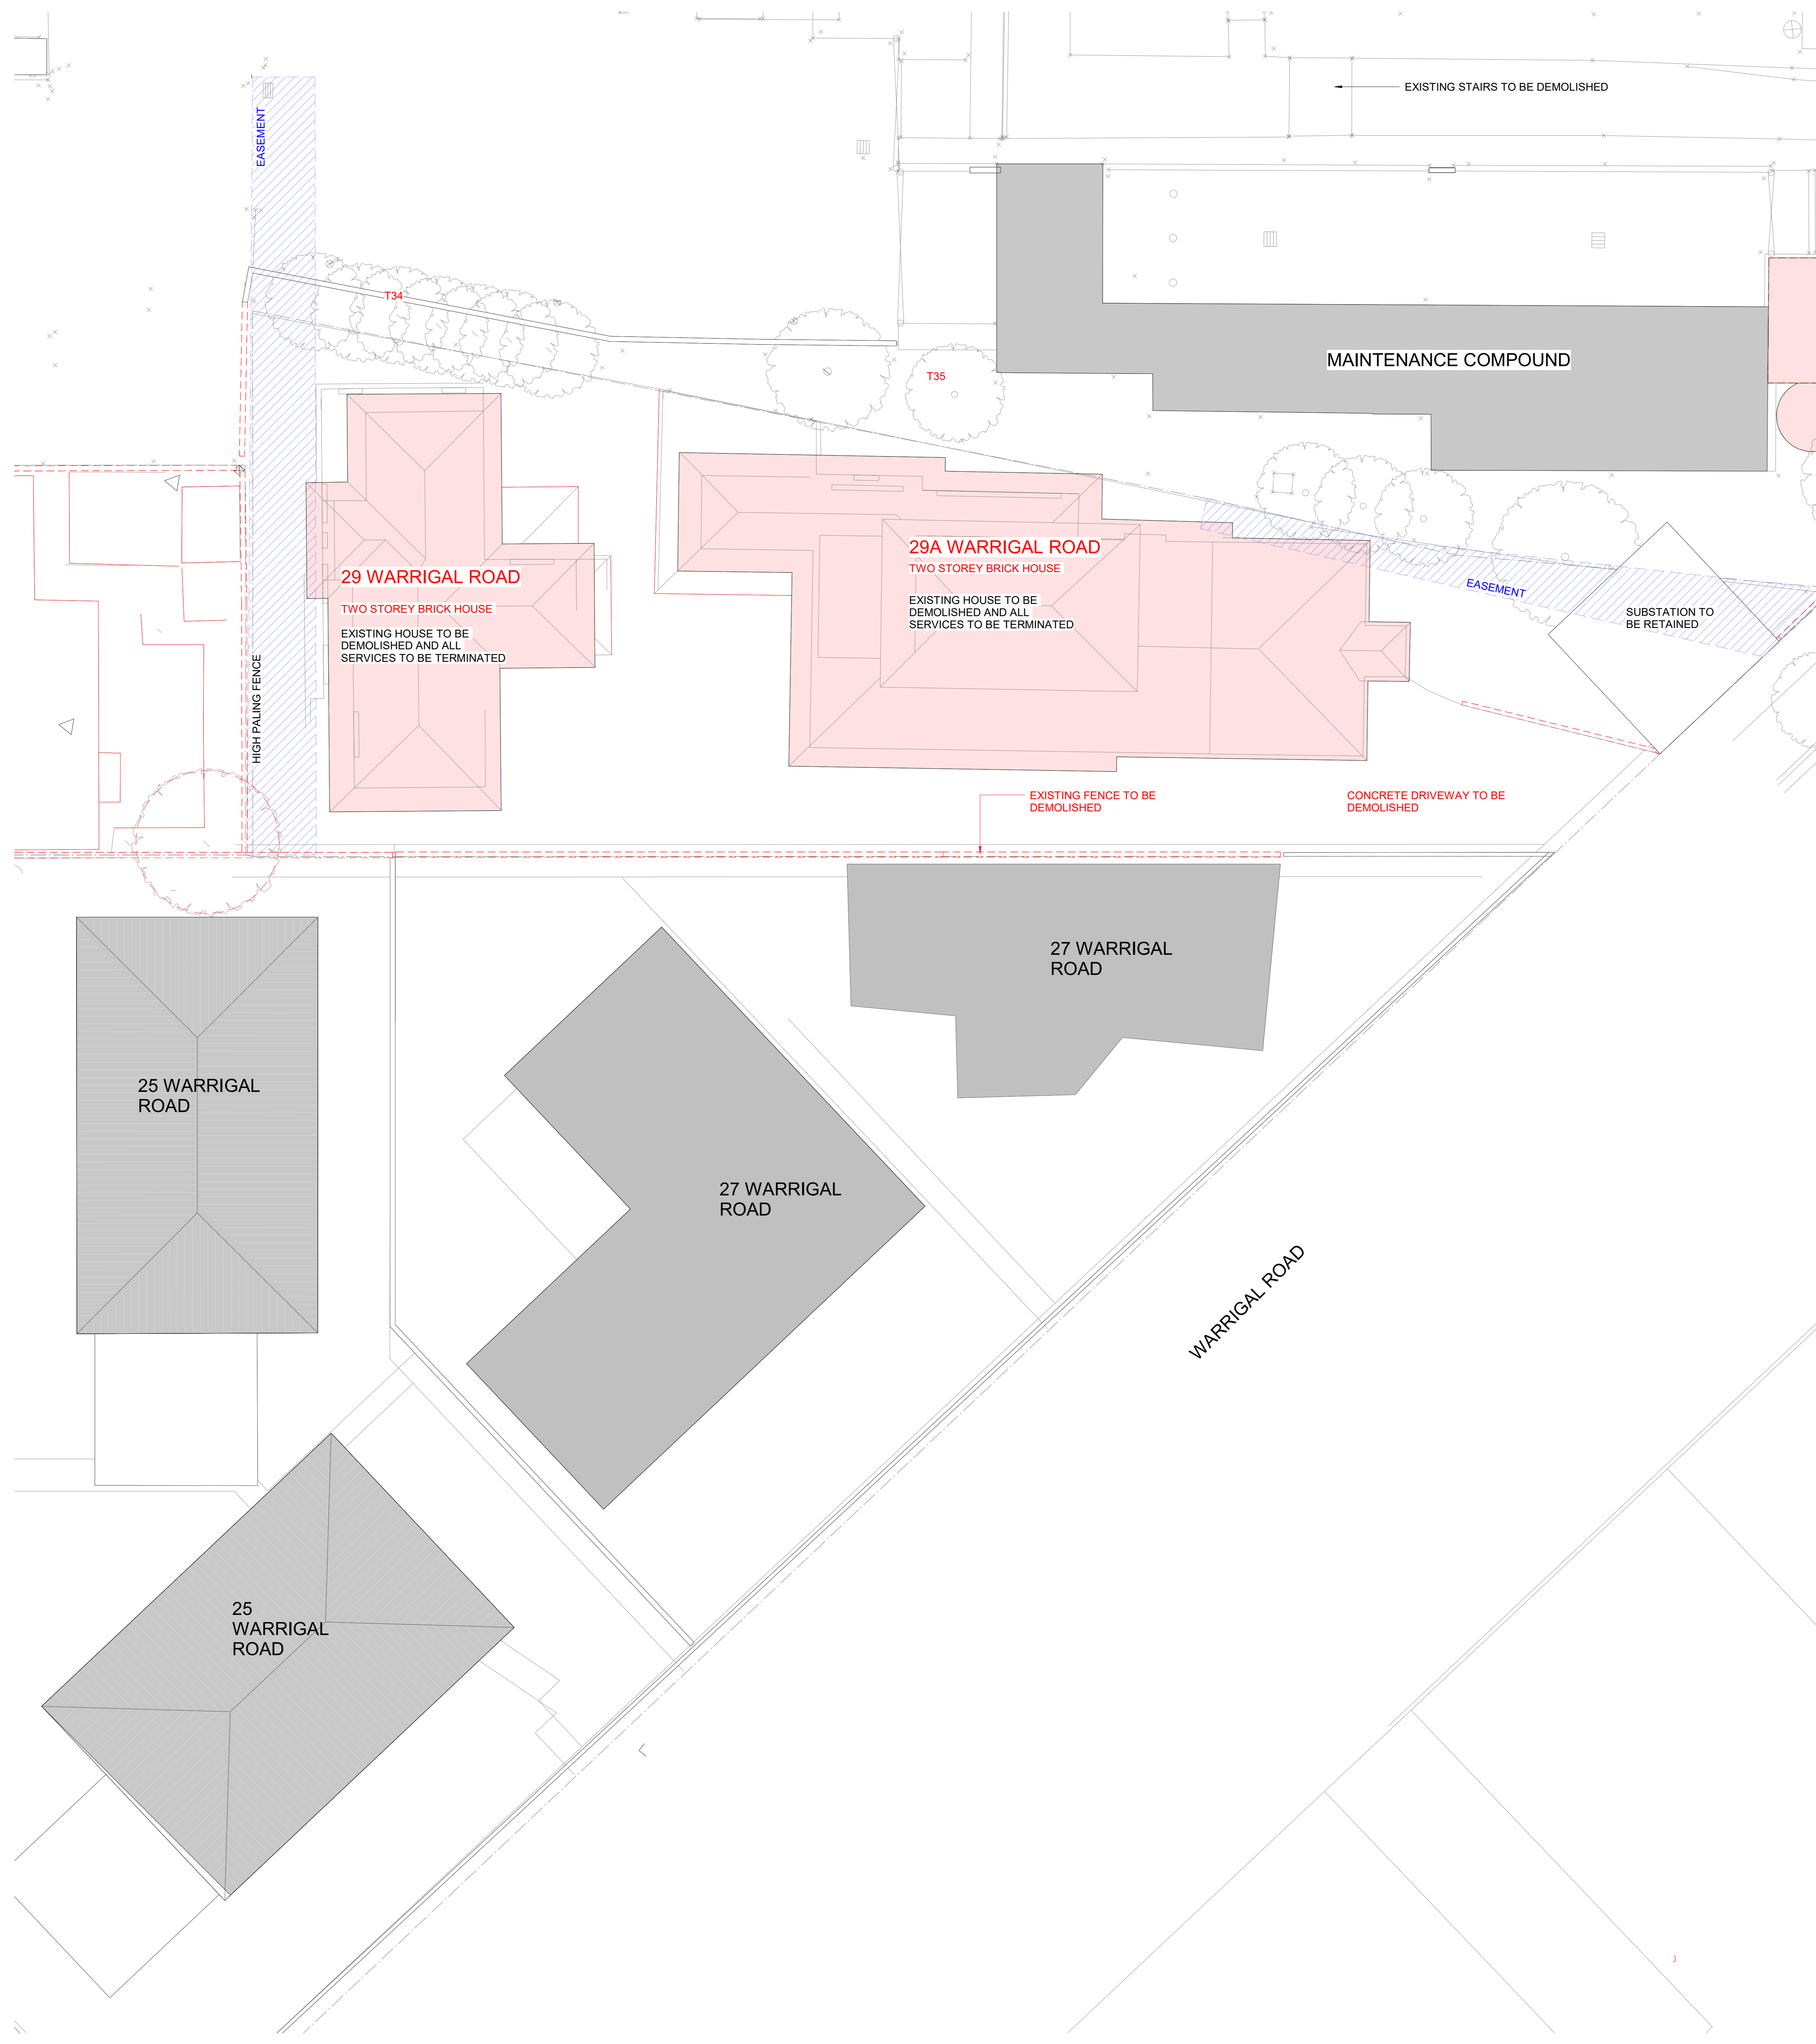 EXISTING STAIRS TO BE DEMOLISHED
EASEMENT
T34
MAINTENANCE COMPOUND
T35
29A WARRIGAL ROAD
TWO STOREY BRICK HOUSE
EXISTING HOUSE TO BE
DEMOLISHED AND ALL
SERVICES TO BE TERMINATED
29 WARRIGAL ROAD
TWO STOREY BRICK HOUSE
EXISTING HOUSE TO BE
DEMOLISHED AND ALL
SERVICES TO BE TERMINATED
EASEMENT
SUBSTATION TO
BE RETAINED
HIGH PALING FENCE
EXISTING FENCE TO BE
DEMOLISHED
CONCRETE DRIVEWAY TO BE
DEMOLISHED
27 WARRIGAL
ROAD
25 WARRIGAL
ROAD
27 WARRIGAL
ROAD
WARRIGAL ROAD
25
WARRIGAL
ROAD